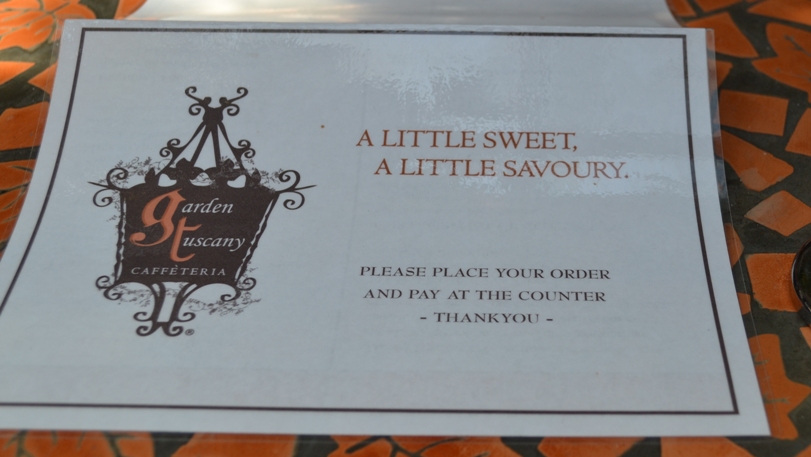 garden
tuscany
CAFFÈTERIA
®
A LITTLE SWEET,
A LITTLE SAVOURY.
PLEASE PLACE YOUR ORDER
AND PAY AT THE COUNTER
- THANKYOU -